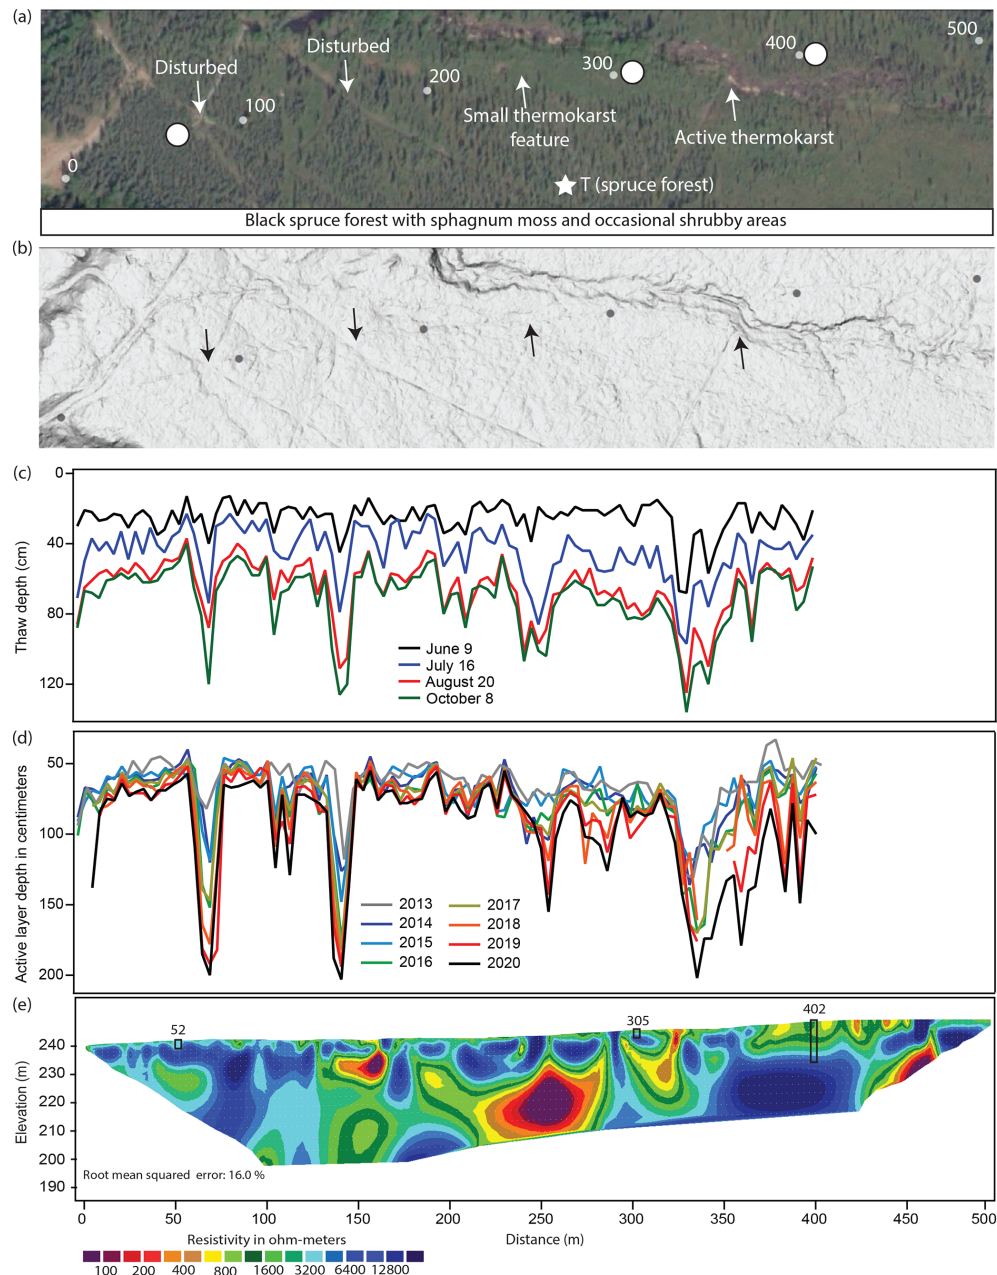 (a)
500
400
300
Disturbed
Disturbed
200
100
Small thermokarst
feature
Active thermokarst
0
T (spruce forest)
Black spruce forest with sphagnum moss and occasional shrubby areas
(b)
(c)
0
40
80
120
Thaw depth (cm)
June 9
July 16
August 20
October 8
(d)
50
100
150
200
Active layer depth in centimeters
2013
2014
2015
2016
2017
2018
2019
2020
(e)
52
305
402
240
230
220
210
200
190
Elevation (m)
Root mean squared error: 16.0 %
0 50 100 150 200 250 300 350 400 450 500
Distance (m)
Resistivity in ohm-meters
100 200 400 800 1600 3200 6400 12800